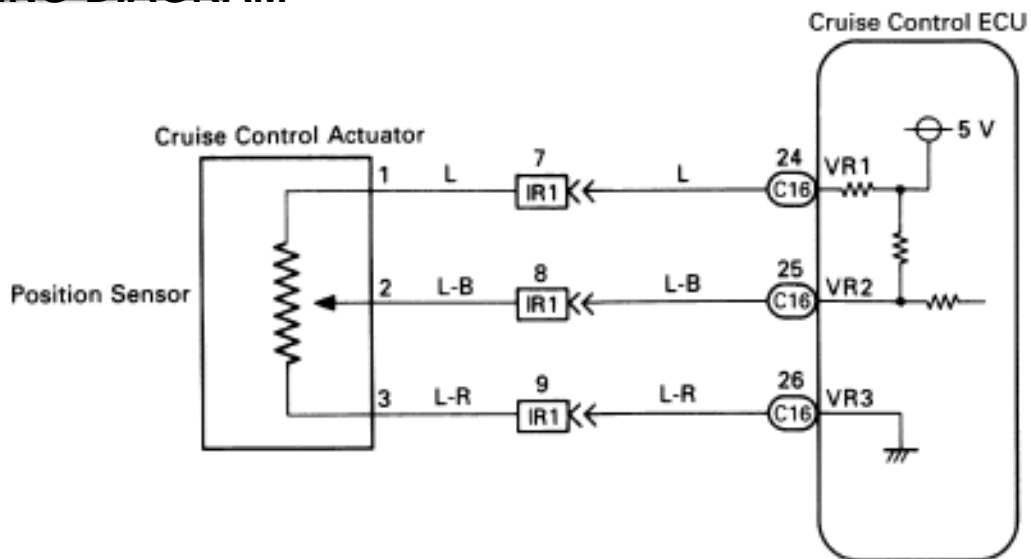 Cruise Control ECU
5 V
Cruise Control Actuator
Position Sensor
1 L 7 IR1 L 24 C16 VR1
2 L-B 8 IR1 L-B 25 C16 VR2
3 L-R 9 IR1 L-R 26 C16 VR3